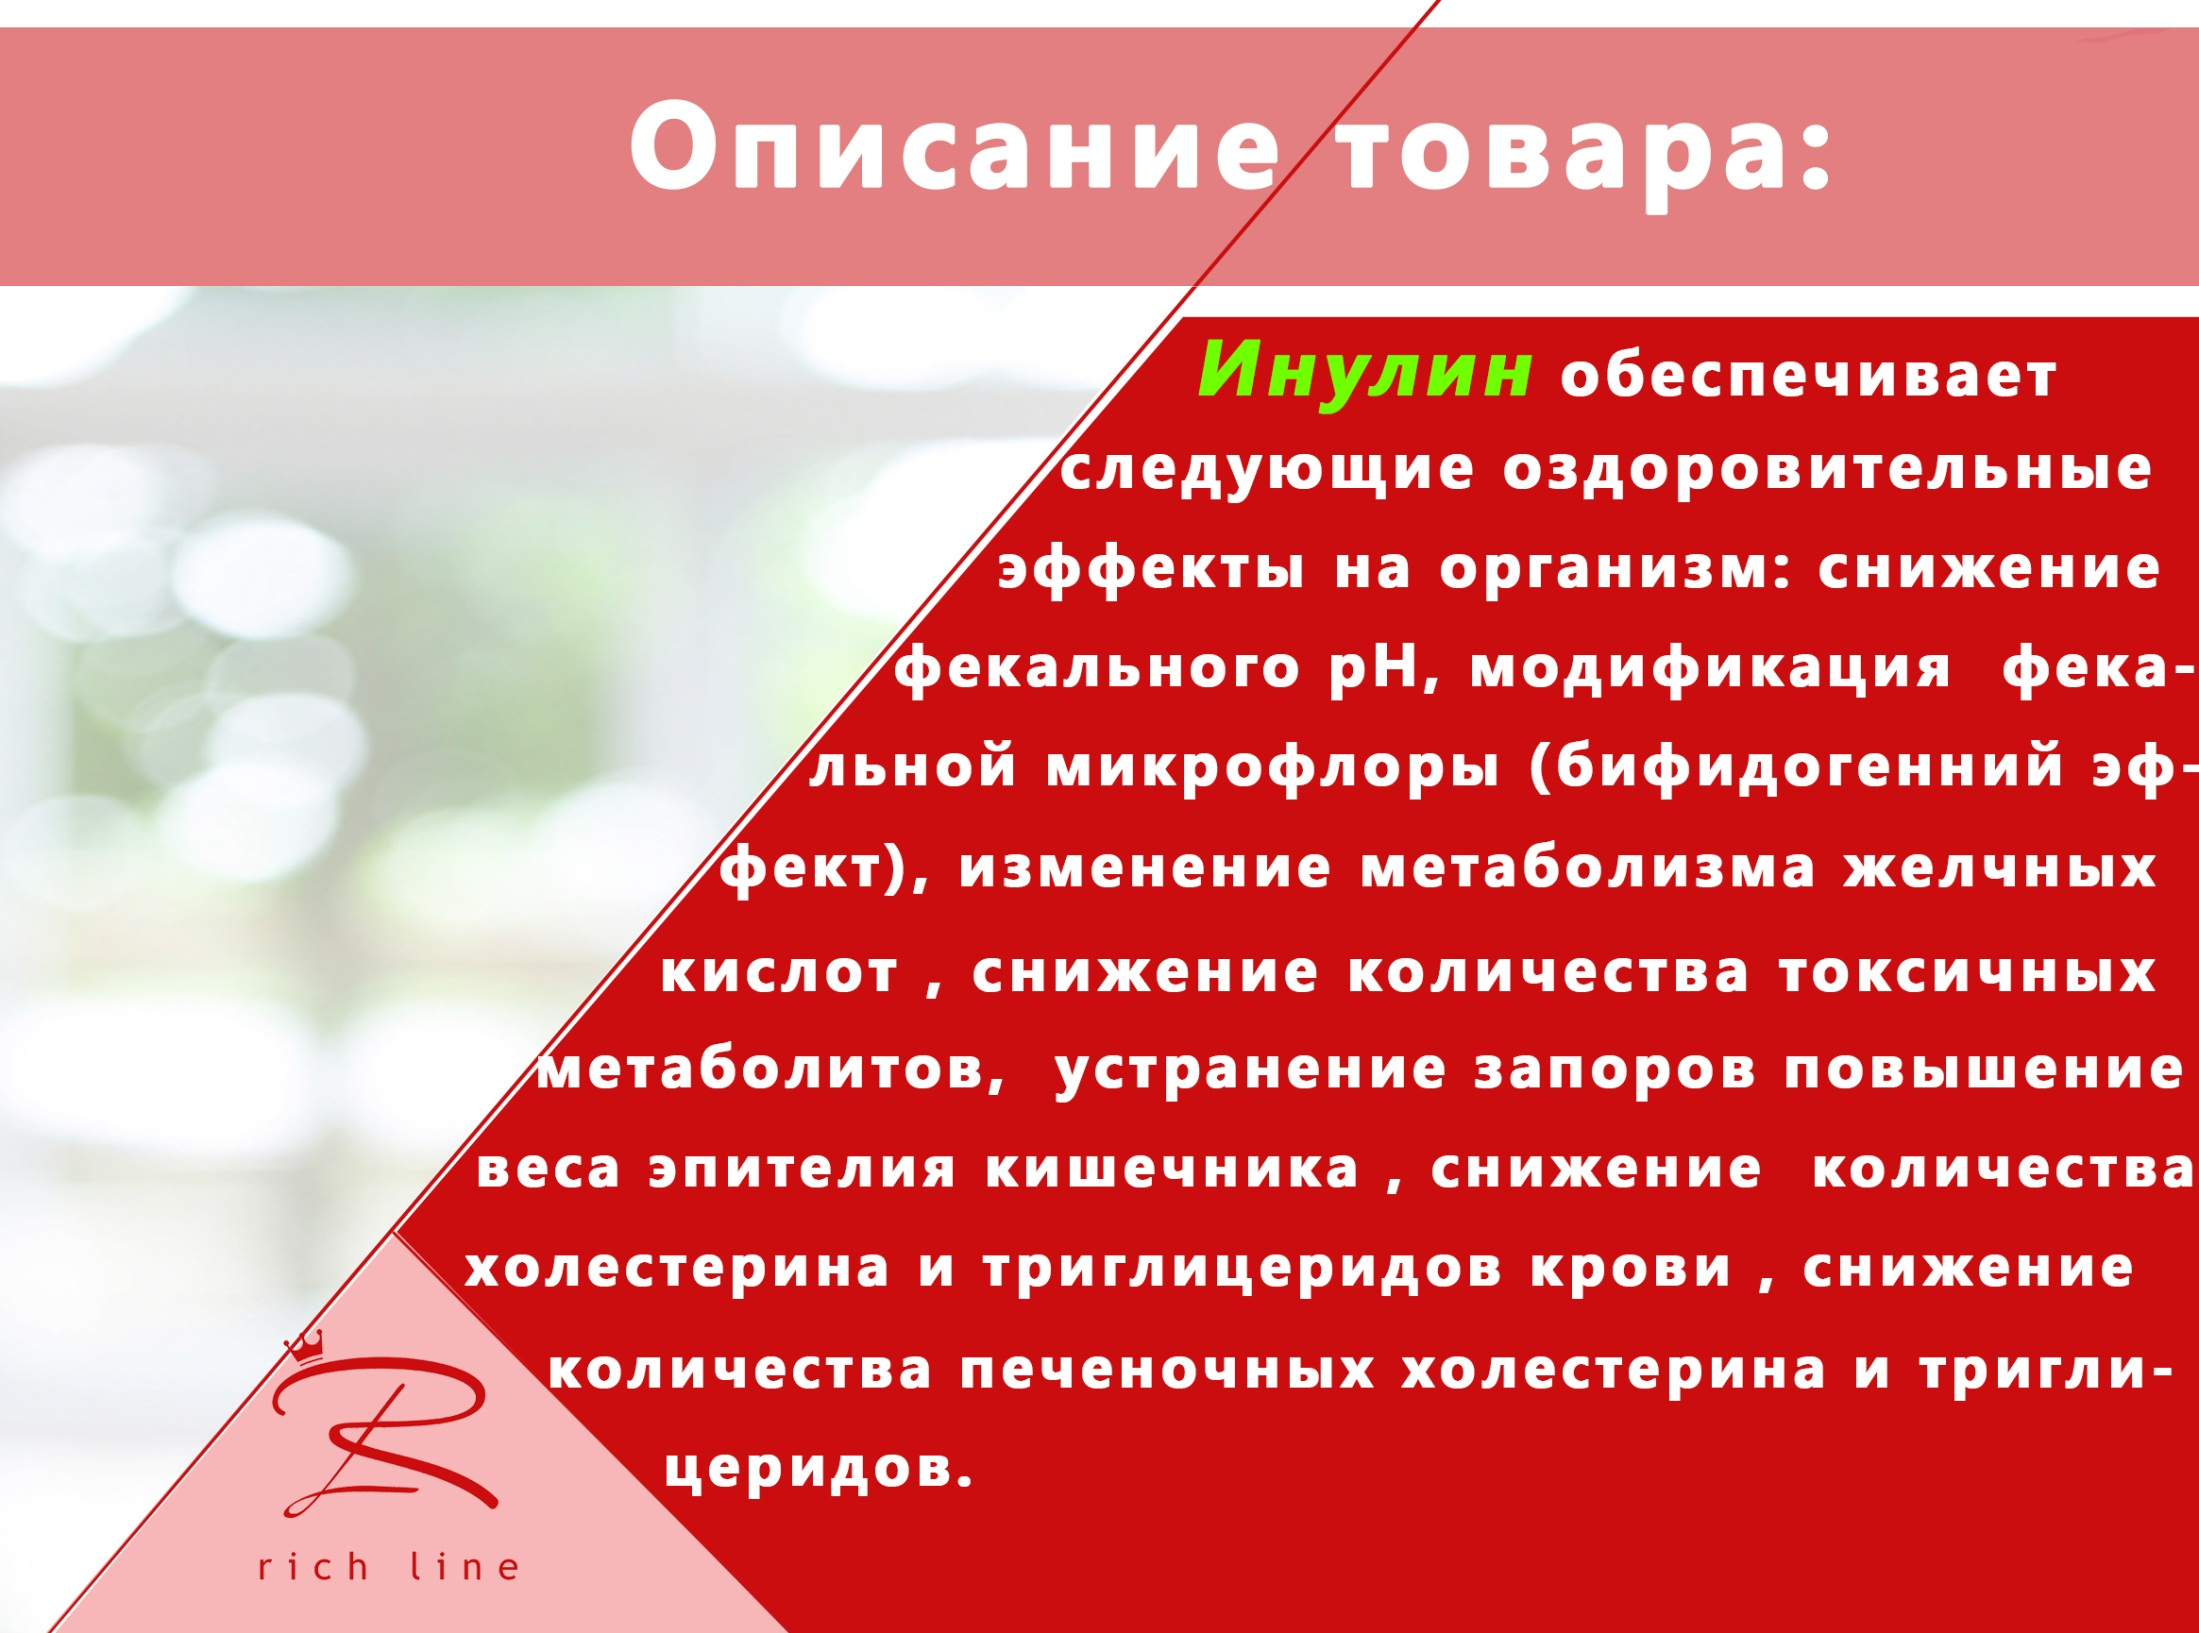 Описание товара:
Инулин обеспечивает
следующие оздоровительные
эффекты на организм: снижение
фекального pH, модификация фека-
льной микрофлоры (бифидогенний эф-
фект), изменение метаболизма желчных
кислот , снижение количества токсичных
метаболитов, устранение запоров повышение
веса эпителия кишечника , снижение количества
холестерина и триглицеридов крови , снижение
количества печеночных холестерина и тригли-
церидов.
rich line